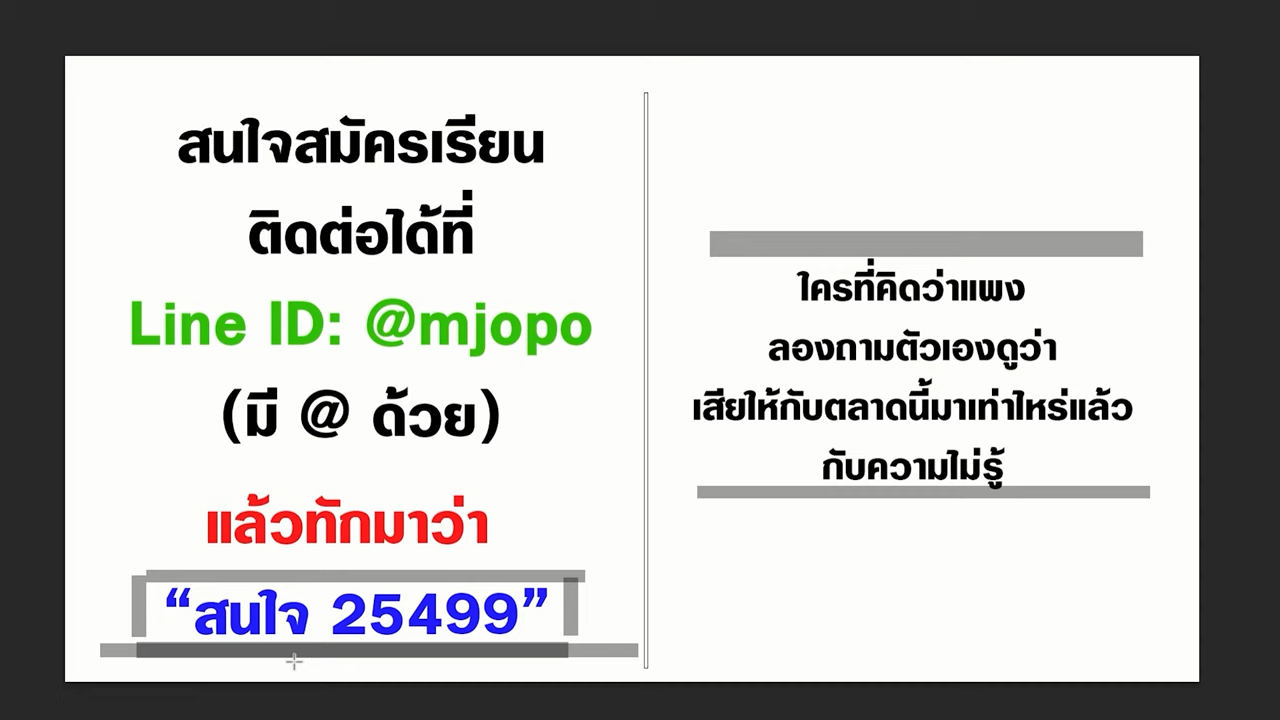 สนใจสมัครเรียน
ติดต่อได้ที่
Line ID: @mjopo
(มี @ ด้วย)
แล้วทักมาว่า
“สนใจ 25499”
ใครที่คิดว่าแพง
ลองถามตัวเองดูว่า
เสียให้กับตลาดนี้มาเท่าไหร่แล้ว
กับความไม่รู้